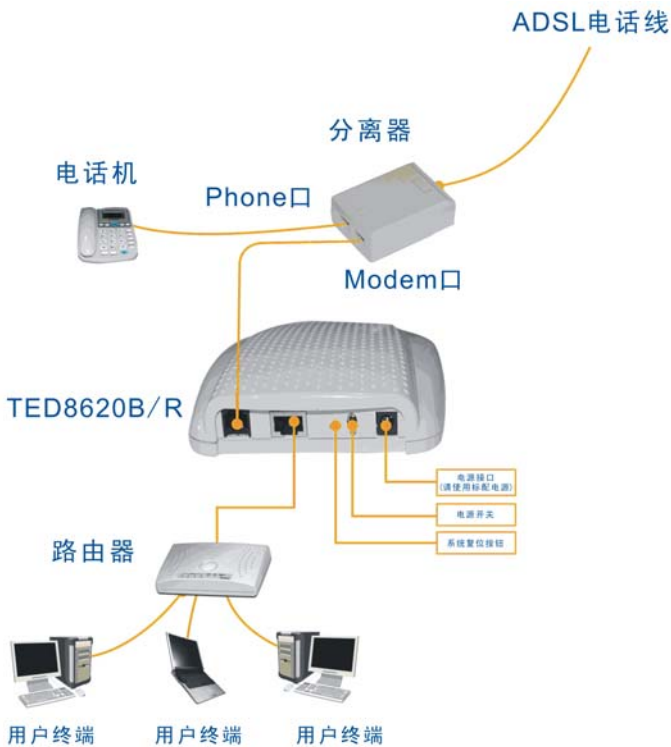 ADSL电话线
分离器
电话机
Phone口
Modem口
TED8620B/R
电源接口
(请使用标配电源)
电源开关
系统复位按钮
路由器
用户终端
用户终端
用户终端